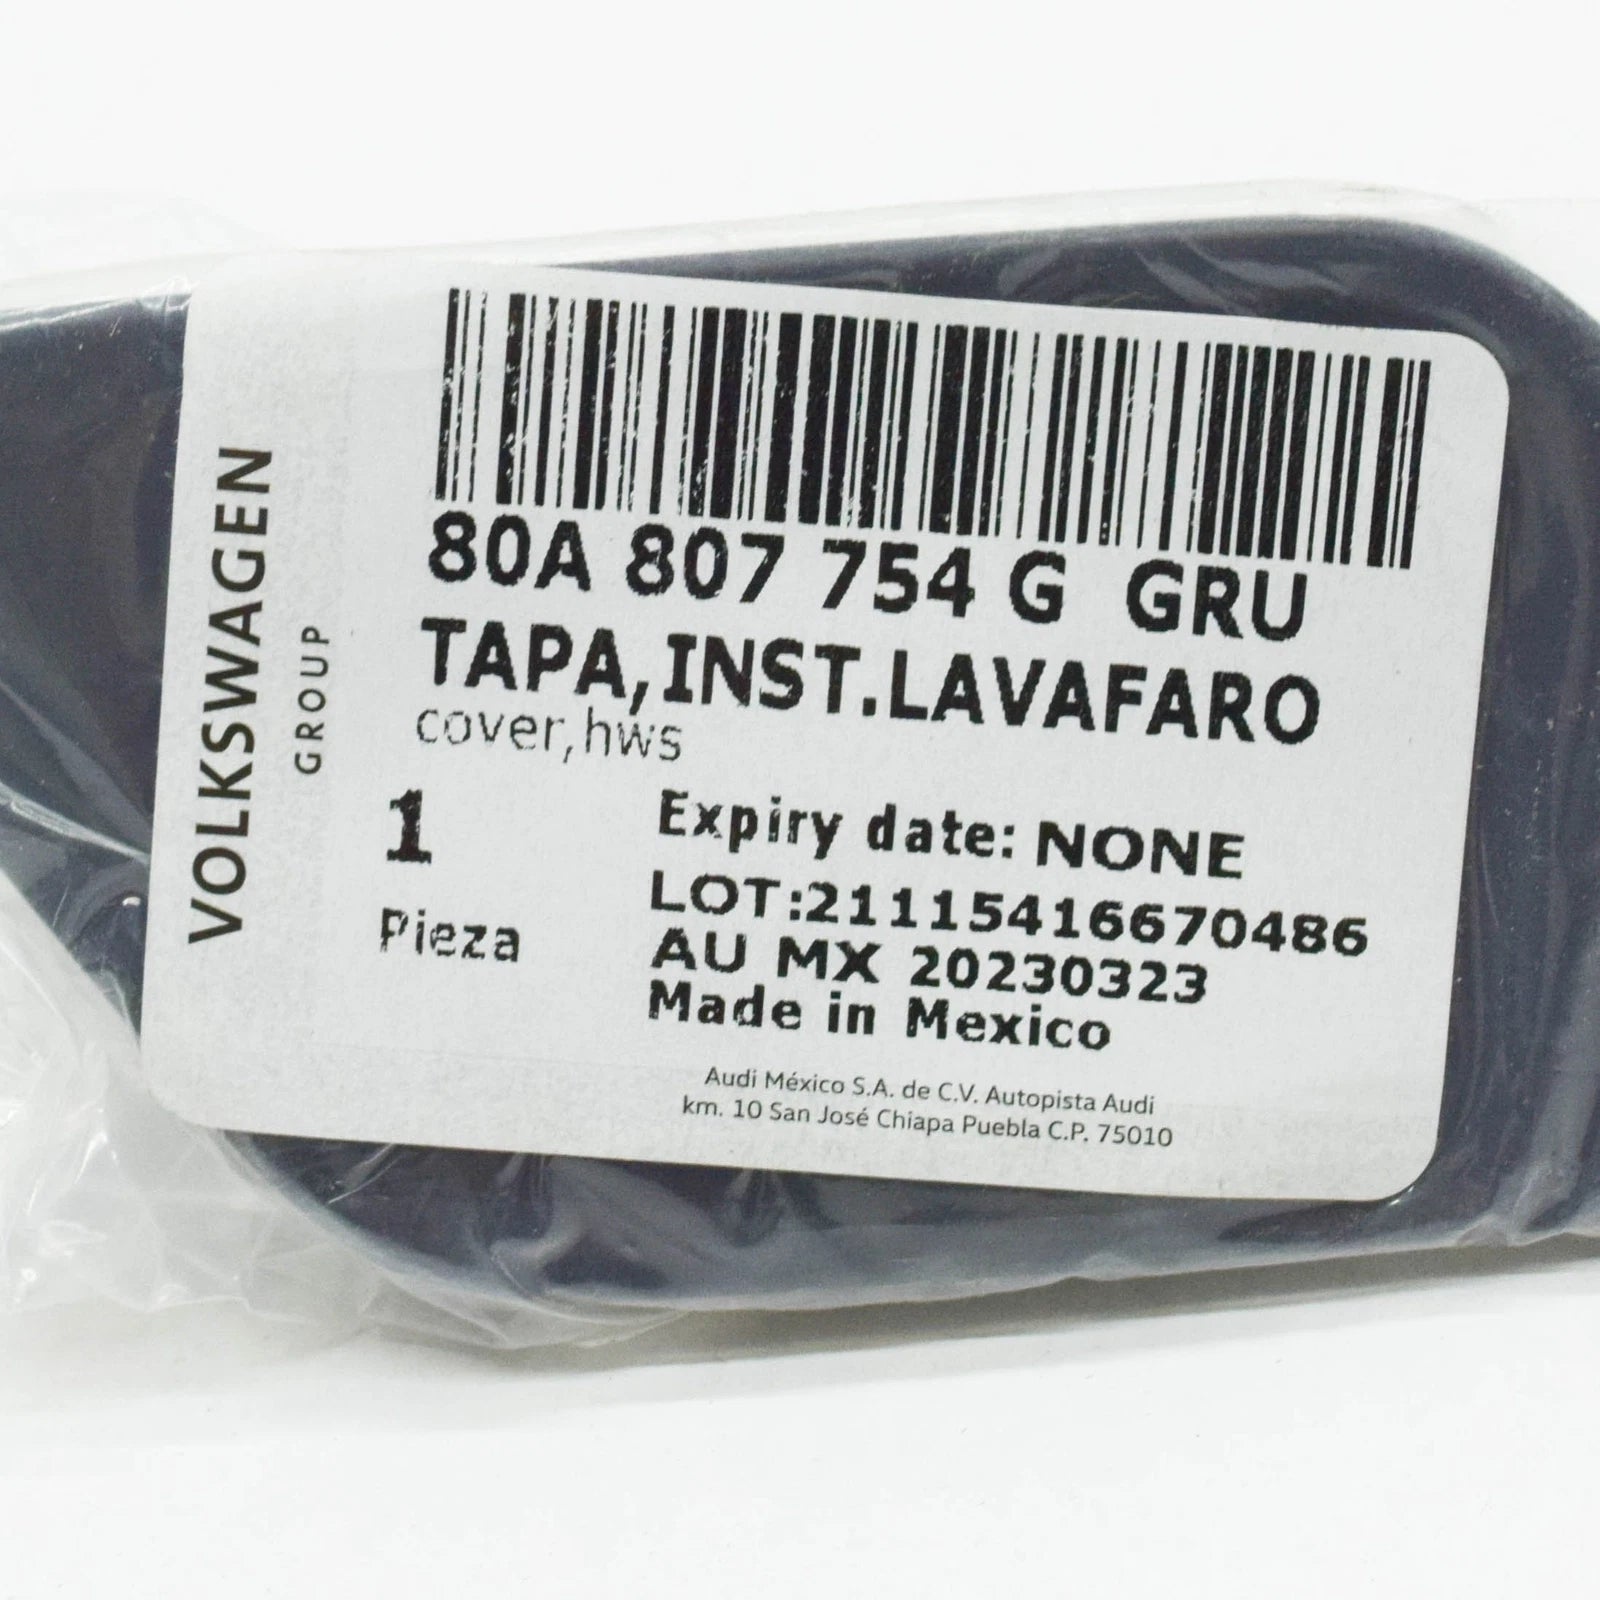 VOLKSWAGEN
GROUP
80A 807 754 G GRU
TAPA,INST.LAVAFARO
cover,hws
1
Pieza
Expiry date: NONE
LOT:21115416670486
AU MX 20230323
Made in Mexico
Audi México S.A. de C.V. Autopista Audi
km. 10 San José Chiapa Puebla C.P. 75010